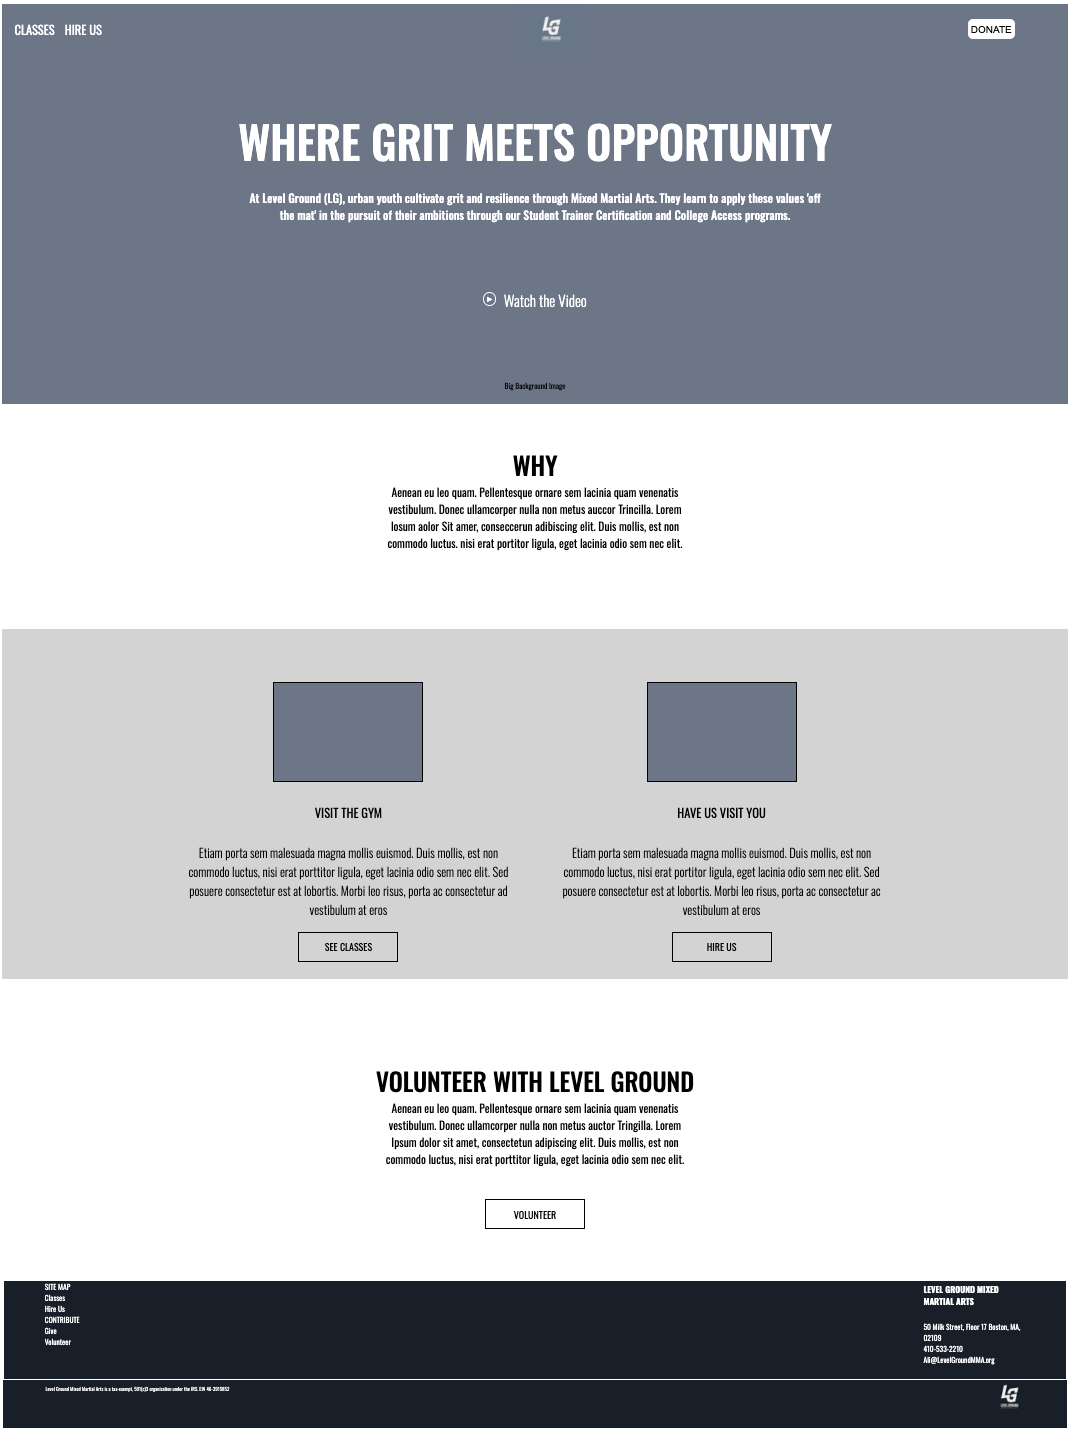 CLASSES HIRE US
LG
LEVEL GROUND
DONATE
WHERE GRIT MEETS OPPORTUNITY
At Level Ground (LG), urban youth cultivate grit and resilience through Mixed Martial Arts. They learn to apply these values 'off
the mat' in the pursuit of their ambitions through our Student Trainer Certification and College Access programs.
Watch the Video
Big Background Image
WHY
Aenean eu leo quam. Pellentesque ornare sem lacinia quam venenatis
vestibulum. Donec ullamcorper nulla non metus auccor Trincilla. Lorem
losum aolor Sit amer, conseccerun adibiscing elit. Duis mollis, est non
commodo luctus. nisi erat portitor ligula, eget lacinia odio sem nec elit.
VISIT THE GYM
Etiam porta sem malesuada magna mollis euismod. Duis mollis, est non
commodo luctus, nisi erat porttitor ligula, eget lacinia odio sem nec elit. Sed
posuere consectetur est at lobortis. Morbi leo risus, porta ac consectetur ad
vestibulum at eros
SEE CLASSES
HAVE US VISIT YOU
Etiam porta sem malesuada magna mollis euismod. Duis mollis, est non
commodo luctus, nisi erat portitor ligula, eget lacinia odio sem nec elit. Sed
posuere consectetur est at lobortis. Morbi leo risus, porta ac consectetur ac
vestibulum at eros
HIRE US
VOLUNTEER WITH LEVEL GROUND
Aenean eu leo quam. Pellentesque ornare sem lacinia quam venenatis
vestibulum. Donec ullamcorper nulla non metus auctor Tringilla. Lorem
Ipsum dolor sit amet, consectetun adipiscing elit. Duis mollis, est non
commodo luctus, nisi erat porttitor ligula, eget lacinia odio sem nec elit.
VOLUNTEER
SITE MAP
Classes
Hire Us
CONTRIBUTE
Give
Volunteer
LEVEL GROUND MIXED
MARTIAL ARTS
50 Milk Street, Floor 17 Boston, MA,
02109
410-533-2210
Ali@LevelGroundMMA.org
Level Ground Mixed Martial Arts is a tax-exempt, 501(c)3 organization under the IRS. EIN 46-3915652
LG
LEVEL GROUND